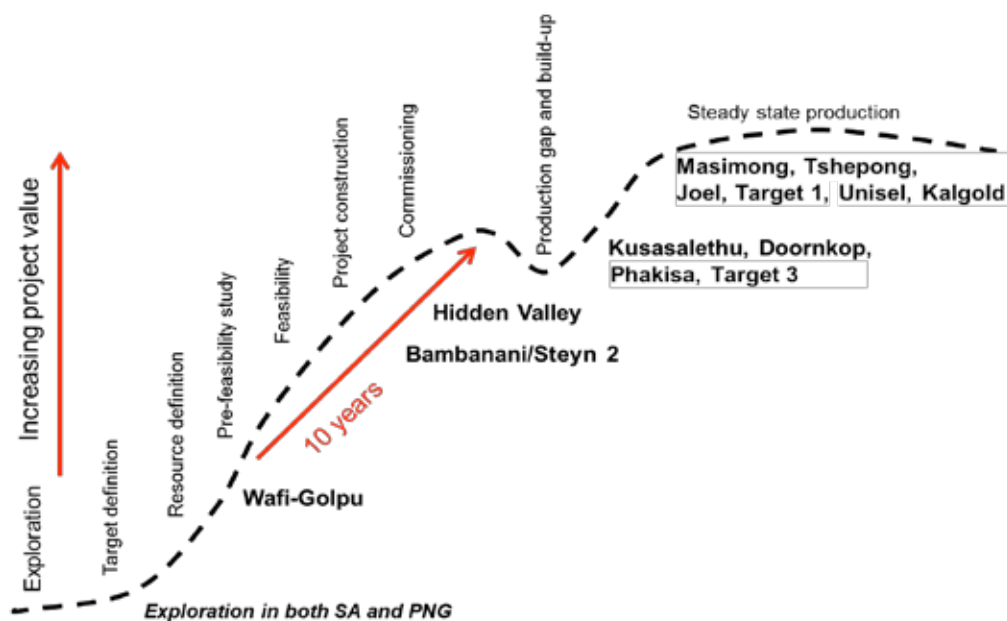 Increasing project value
Exploration
Target definition
Resource definition
Pre-feasibility study
Feasibility
Project construction
Commissioning
Production gap and build-up
Steady state production
Masimong, Tshepong,
Joel, Target 1, Unisel, Kalgold
Kusasalethu, Doornkop,
Phakisa, Target 3
Hidden Valley
Bambanani/Steyn 2
10 years
Wafi-Golpu
Exploration in both SA and PNG